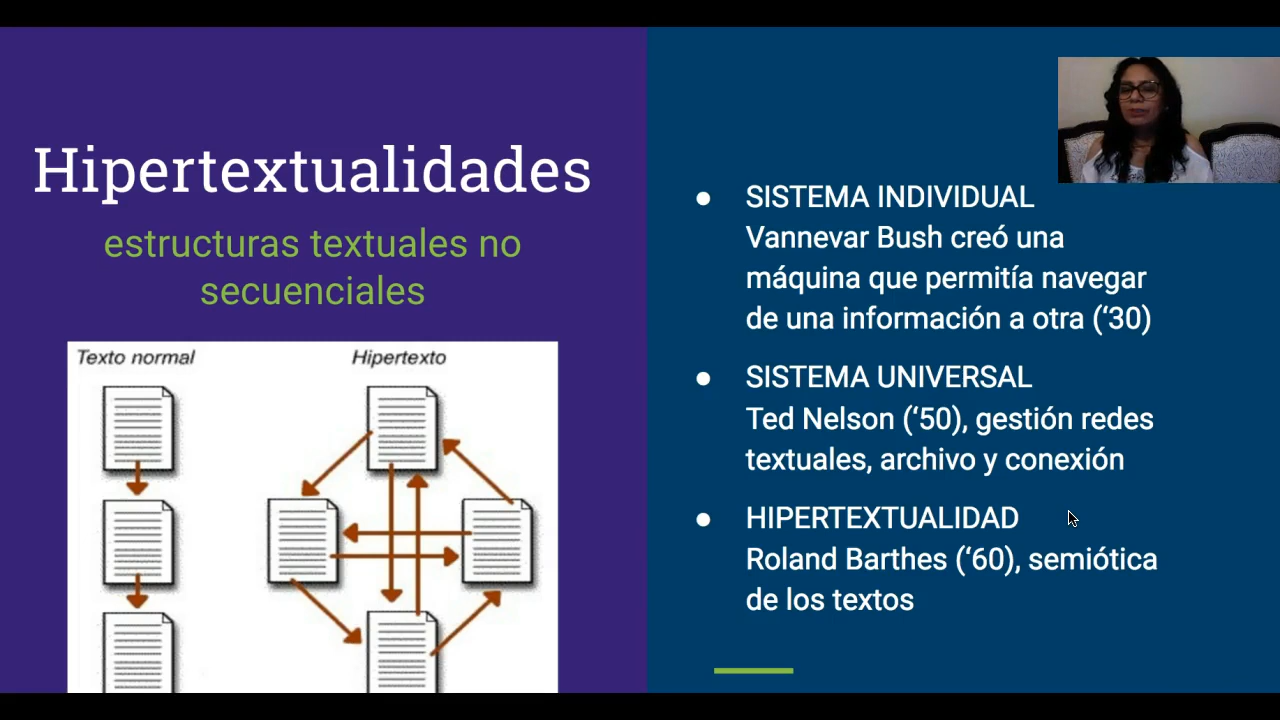 Hipertextualidades
estructuras textuales no
secuenciales
Texto normal
Hipertexto
● SISTEMA INDIVIDUAL
Vannevar Bush creó una
máquina que permitía navegar
de una información a otra (‘30)
● SISTEMA UNIVERSAL
Ted Nelson (‘50), gestión redes
textuales, archivo y conexión
● HIPERTEXTUALIDAD
Roland Barthes (‘60), semiótica
de los textos